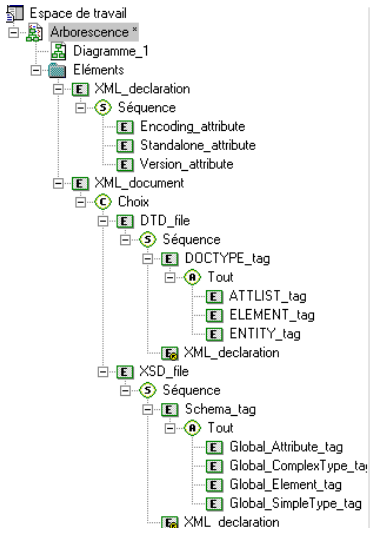 Espace de travail
Arborescence *
Diagramme_1
Eléments
E XML_declaration
S Séquence
E Encoding_attribute
E Standalone_attribute
E Version_attribute
E XML_document
C Choix
E DTD_file
S Séquence
E DOCTYPE_tag
A Tout
E ATTLIST_tag
E ELEMENT_tag
E ENTITY_tag
E XML_declaration
E XSD_file
S Séquence
E Schema_tag
A Tout
E Global_Attribute_tag
E Global_ComplexType_ta
E Global_Element_tag
E Global_SimpleType_tag
E XML_declaration